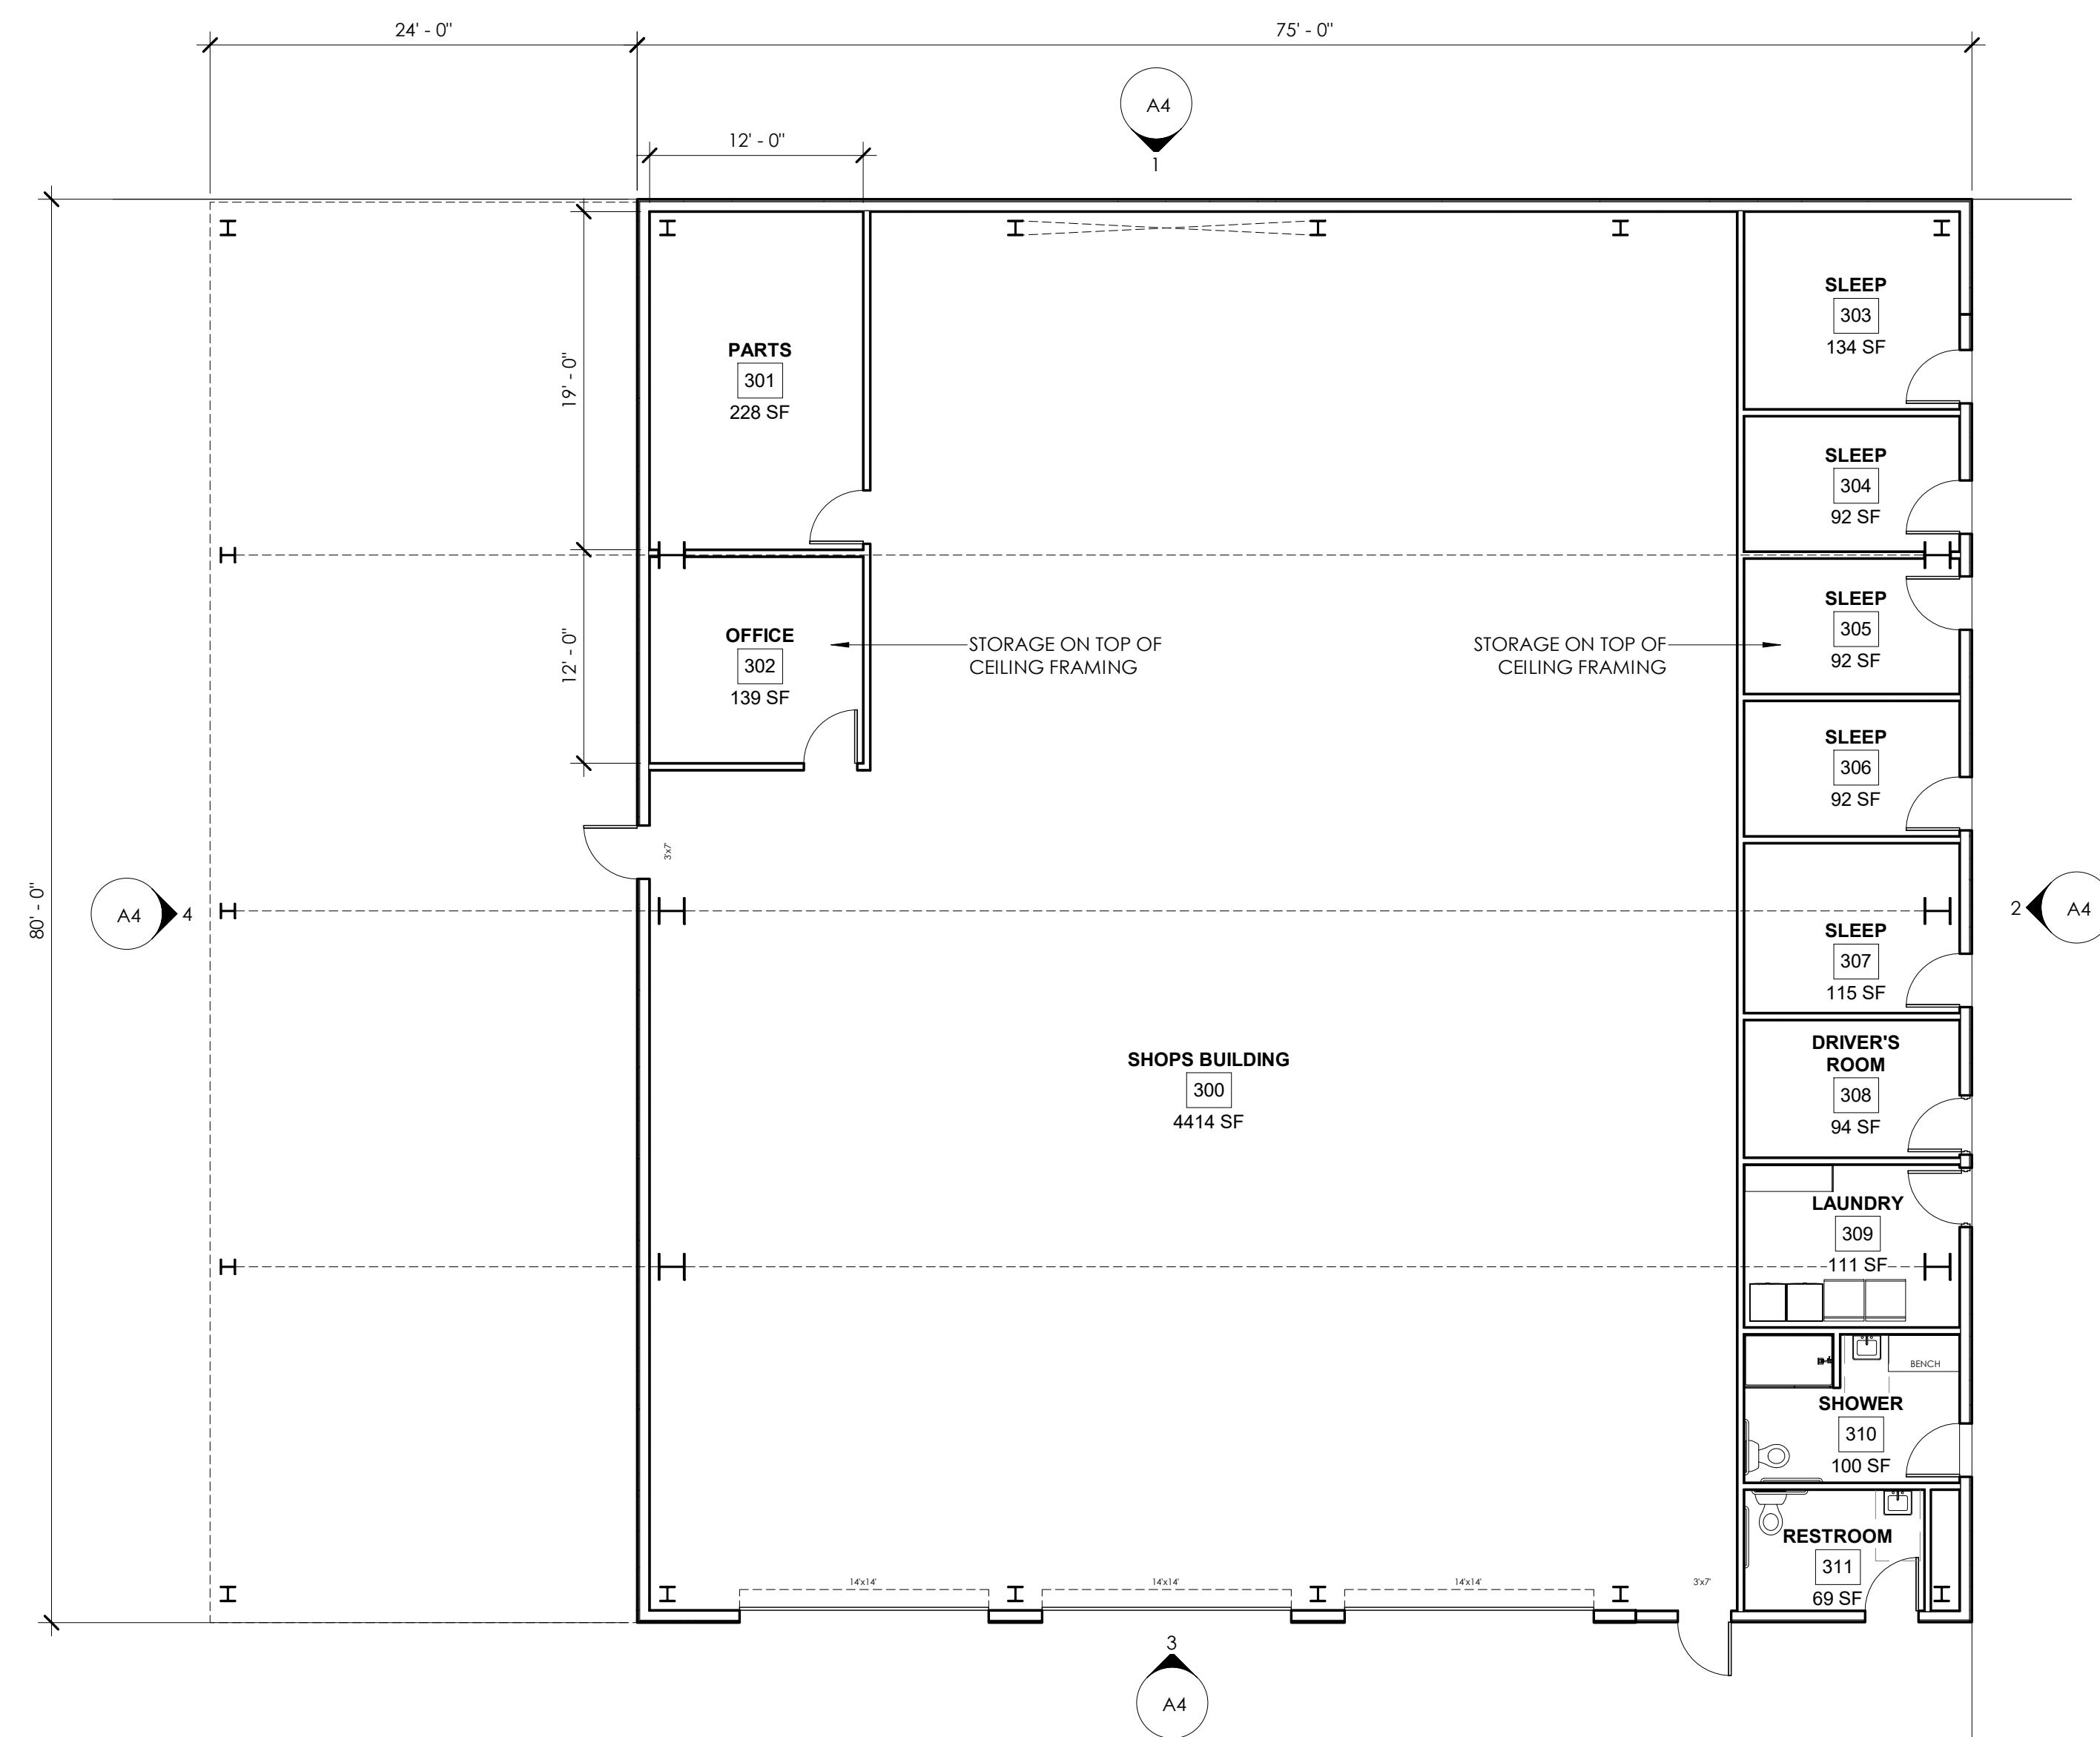 24' - 0"
75' - 0"
A4
1
12' - 0"
80' - 0"
19' - 0"
12' - 0"
PARTS
301
228 SF
OFFICE
302
139 SF
STORAGE ON TOP OF
CEILING FRAMING
STORAGE ON TOP OF
CEILING FRAMING
SLEEP
303
134 SF
SLEEP
304
92 SF
SLEEP
305
92 SF
SLEEP
306
92 SF
3'x7'
A4
4
2
A4
SLEEP
307
115 SF
DRIVER'S
ROOM
308
94 SF
SHOPS BUILDING
300
4414 SF
LAUNDRY
309
111 SF
BENCH
SHOWER
310
100 SF
RESTROOM
311
69 SF
14'x14'
14'x14'
14'x14'
3'x7'
3
A4